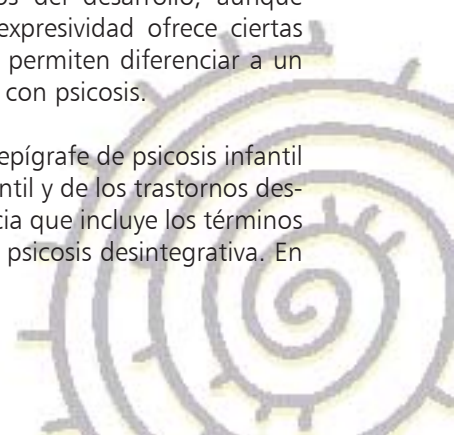 os del desarrollo, aunque
expresividad ofrece ciertas
permiten diferenciar a un
con psicosis.
epígrafe de psicosis infantil
ntil y de los trastornos des-
cia que incluye los términos
psicosis desintegrativa. En